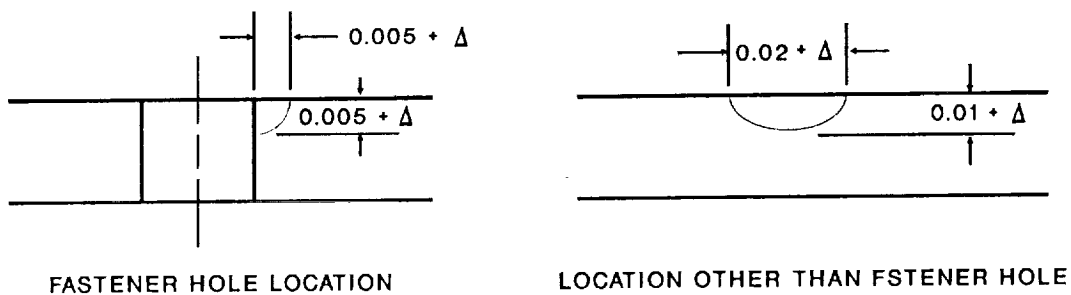 0.005 + Δ
0.005 + Δ
FASTENER HOLE LOCATION
0.02 + Δ
0.01 + Δ
LOCATION OTHER THAN FSTENER HOLE